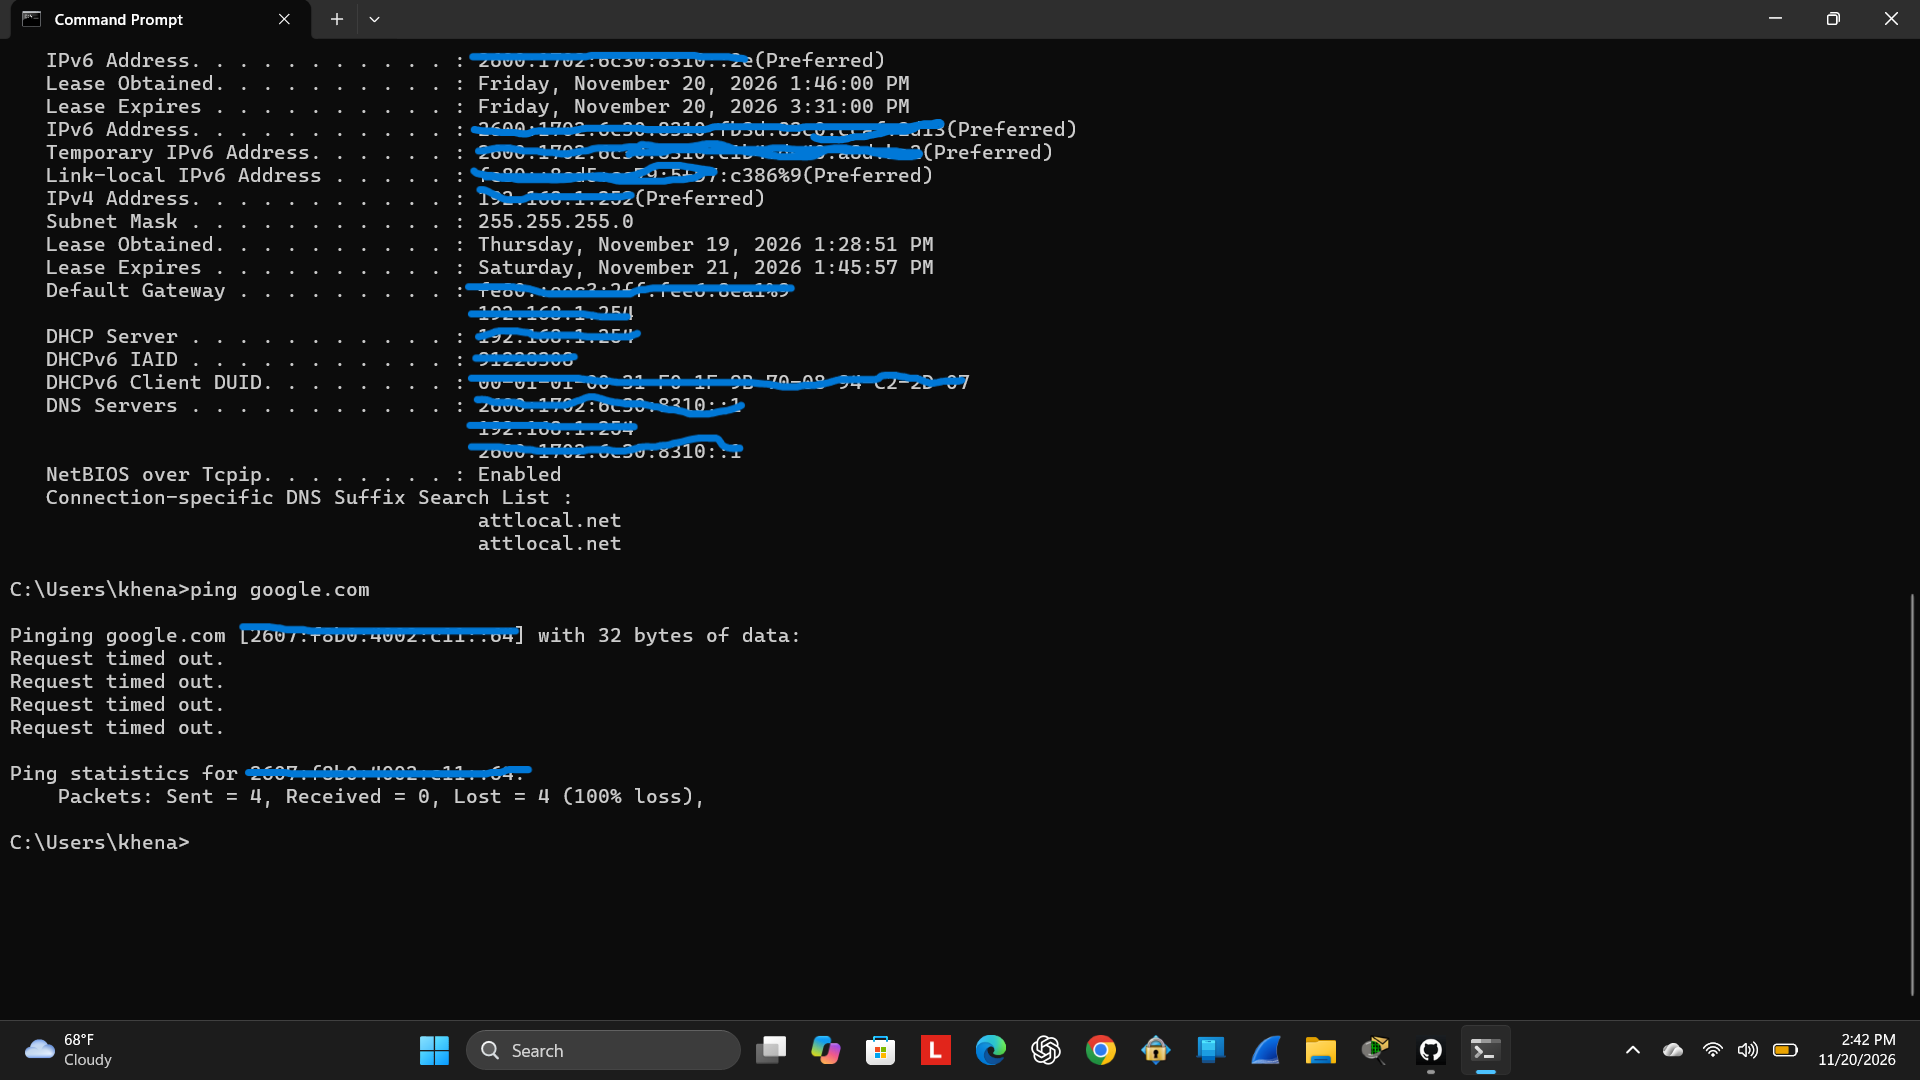 Command Prompt
IPv6 Address. . . . . . . . . . . : (Preferred)
Lease Obtained. . . . . . . . . . : Friday, November 20, 2026 1:46:00 PM
Lease Expires . . . . . . . . . . : Friday, November 20, 2026 3:31:00 PM
IPv6 Address. . . . . . . . . . . : (Preferred)
Temporary IPv6 Address. . . . . . : (Preferred)
Link-local IPv6 Address . . . . . : (Preferred)
IPv4 Address. . . . . . . . . . . : (Preferred)
Subnet Mask . . . . . . . . . . . : 255.255.255.0
Lease Obtained. . . . . . . . . . : Thursday, November 19, 2026 1:28:51 PM
Lease Expires . . . . . . . . . . : Saturday, November 21, 2026 1:45:57 PM
Default Gateway . . . . . . . . . :
DHCP Server . . . . . . . . . . . :
DHCPv6 IAID . . . . . . . . . . . :
DHCPv6 Client DUID. . . . . . . . :
DNS Servers . . . . . . . . . . . :
NetBIOS over Tcpip. . . . . . . . : Enabled
Connection-specific DNS Suffix Search List :
attlocal.net
attlocal.net
C:\Users\khena>ping google.com
Pinging google.com [] with 32 bytes of data:
Request timed out.
Request timed out.
Request timed out.
Request timed out.
Ping statistics for
Packets: Sent = 4, Received = 0, Lost = 4 (100% loss),
C:\Users\khena>
68°F
Cloudy
Search
L
2:42 PM
11/20/2026